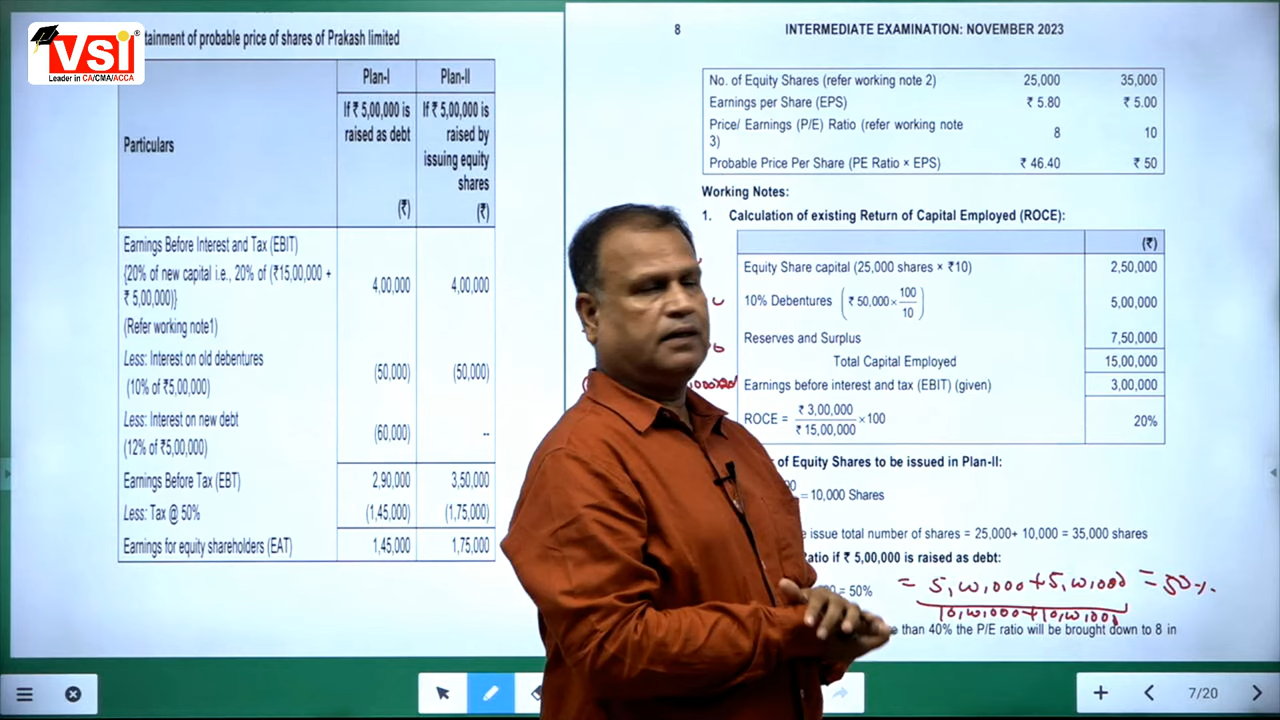 VSI
Leader in CA/CMA/ACCA
tainment of probable price of shares of Prakash limited
Particulars
Plan-I
Plan-II
If ₹ 5,00,000 is raised as debt
(₹)
If ₹ 5,00,000 is raised by issuing equity shares
(₹)
Earnings Before Interest and Tax (EBIT)
{20% of new capital i.e., 20% of (₹15,00,000 +
₹ 5,00,000)}
(Refer working note1)
4,00,000 4,00,000
Less: Interest on old debentures
(10% of ₹5,00,000)
(50,000) (50,000)
Less: Interest on new debt
(12% of ₹5,00,000)
(60,000) --
Earnings Before Tax (EBT) 2,90,000 3,50,000
Less: Tax @ 50% (1,45,000) (1,75,000)
Earnings for equity shareholders (EAT) 1,45,000 1,75,000
8 INTERMEDIATE EXAMINATION: NOVEMBER 2023
No. of Equity Shares (refer working note 2) 25,000 35,000
Earnings per Share (EPS) ₹ 5.80 ₹ 5.00
Price/ Earnings (P/E) Ratio (refer working note
3)
8 10
Probable Price Per Share (PE Ratio × EPS) ₹ 46.40 ₹ 50
Working Notes:
1. Calculation of existing Return of Capital Employed (ROCE):
(₹)
Equity Share capital (25,000 shares × ₹10) 2,50,000
10% Debentures (₹ 50,000 × 100/10) 5,00,000
Reserves and Surplus 7,50,000
Total Capital Employed 15,00,000
Earnings before interest and tax (EBIT) (given) 3,00,000
ROCE = ₹ 3,00,000/₹ 15,00,000 ×100 20%
of Equity Shares to be issued in Plan-II:
= 10,000 Shares
issue total number of shares = 25,000+ 10,000 = 35,000 shares
Ratio if ₹ 5,00,000 is raised as debt:
= 50%
= 5,00,000+5,00,000 = 50%
10,00,000+10,00,000
than 40% the P/E ratio will be brought down to 8 in
7/20